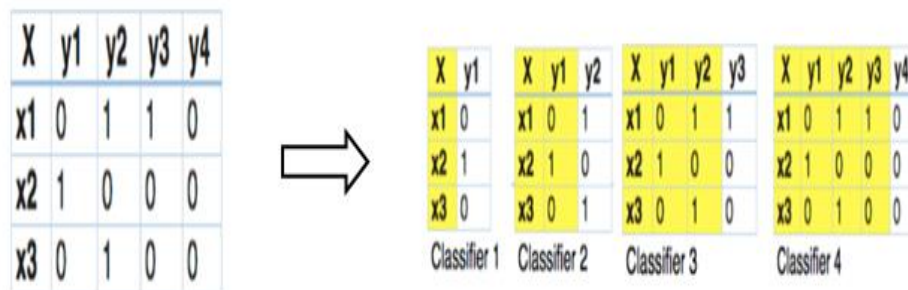 X y1 y2 y3 y4
x1 0 1 1 0
x2 1 0 0 0
x3 0 1 0 0
X y1
x1 0
x2 1
x3 0
Classifier 1
X y1 y2
x1 0 1
x2 1 0
x3 0 1
Classifier 2
X y1 y2 y3
x1 0 1 1
x2 1 0 0
x3 0 1 0
Classifier 3
X y1 y2 y3 y4
x1 0 1 1 0
x2 1 0 0 0
x3 0 1 0 0
Classifier 4